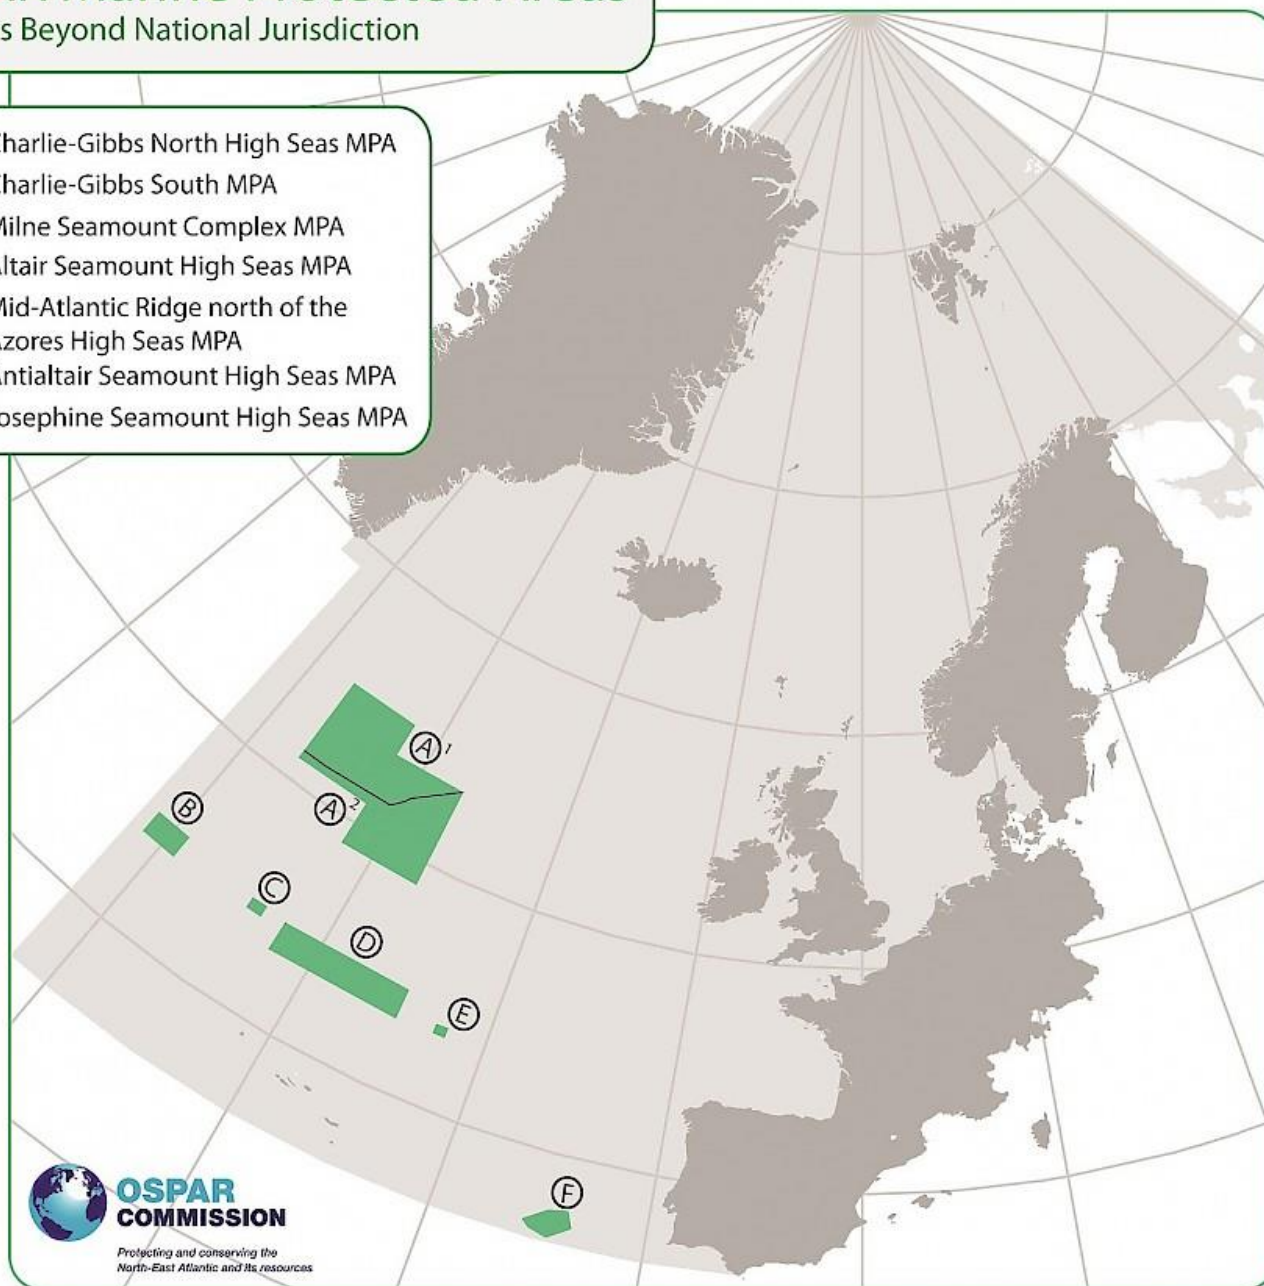 s Beyond National Jurisdiction
harlie-Gibbs North High Seas MPA
harlie-Gibbs South MPA
ilne Seamount Complex MPA
ltair Seamount High Seas MPA
id-Atlantic Ridge north of the
zores High Seas MPA
ntialtair Seamount High Seas MPA
osephine Seamount High Seas MPA
A 1
A 2
B
C
D
E
F
OSPAR
COMMISSION
Protecting and conserving the
North-East Atlantic and its resources